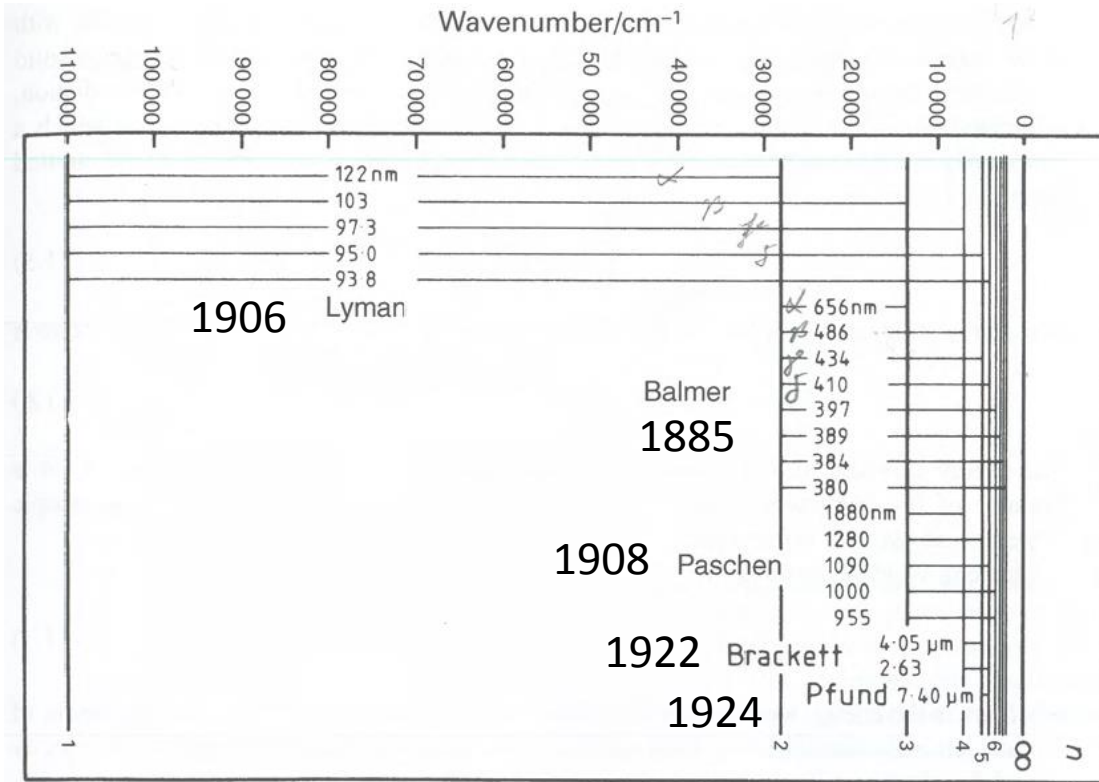 Wavenumber/cm⁻¹
110 000
100 000
90 000
80 000
70 000
60 000
50 000
40 000
30 000
20 000
10 000
0
122 nm α
103 β
97·3 γ
95·0 δ
93·8
1906 Lyman
α 656nm
β 486
γ 434
δ 410
397
389
384
380
Balmer
1885
1880nm
1280
1090
1000
955
1908 Paschen
4·05 μm
2·63
1922 Brackett
1924 Pfund 7·40 μm
1 2 3 4 5 6 ∞ n